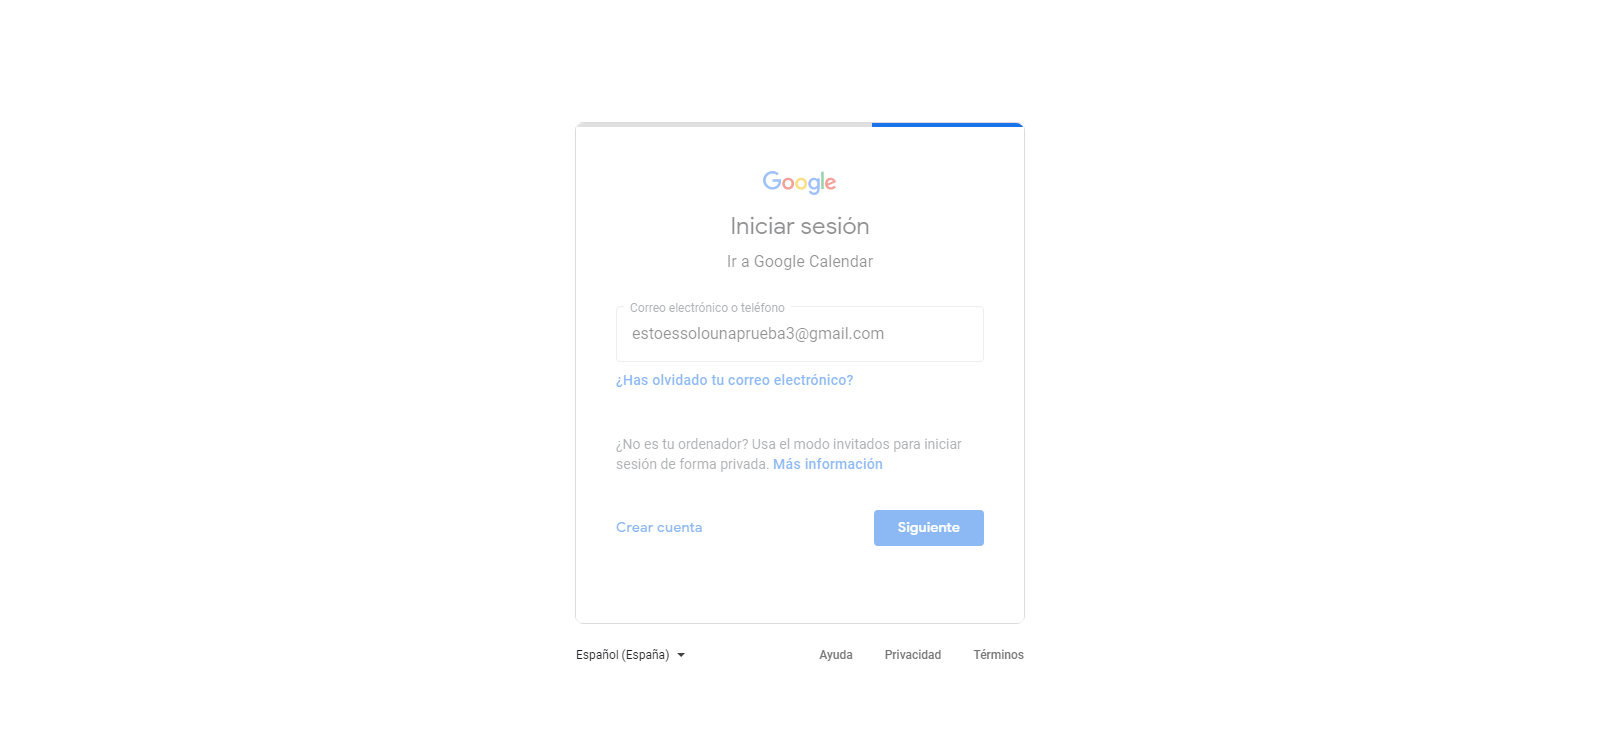 Google
Iniciar sesión
Ir a Google Calendar
Correo electrónico o teléfono
estoessolounaprueba3@gmail.com
¿Has olvidado tu correo electrónico?
¿No es tu ordenador? Usa el modo invitados para iniciar
sesión de forma privada. Más información
Crear cuenta Siguiente
Español (España) Ayuda Privacidad Términos